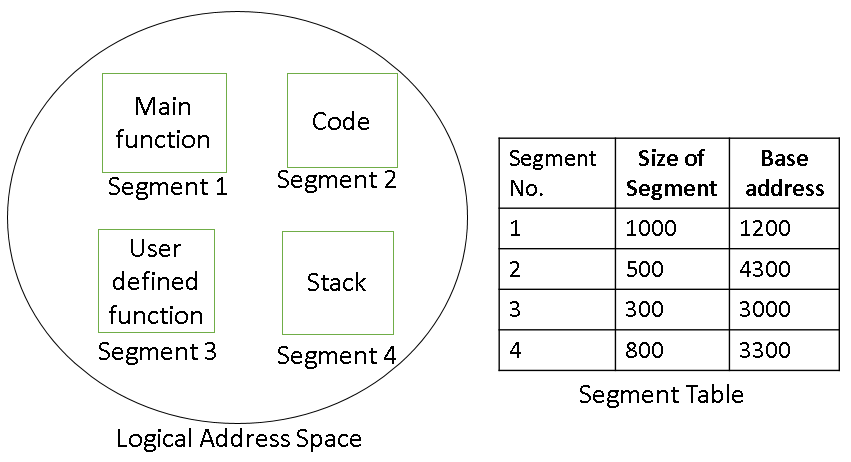 Main
function
Segment 1
Code
Segment 2
User
defined
function
Segment 3
Stack
Segment 4
Logical Address Space
Segment No. Size of Segment Base address
1 1000 1200
2 500 4300
3 300 3000
4 800 3300
Segment Table